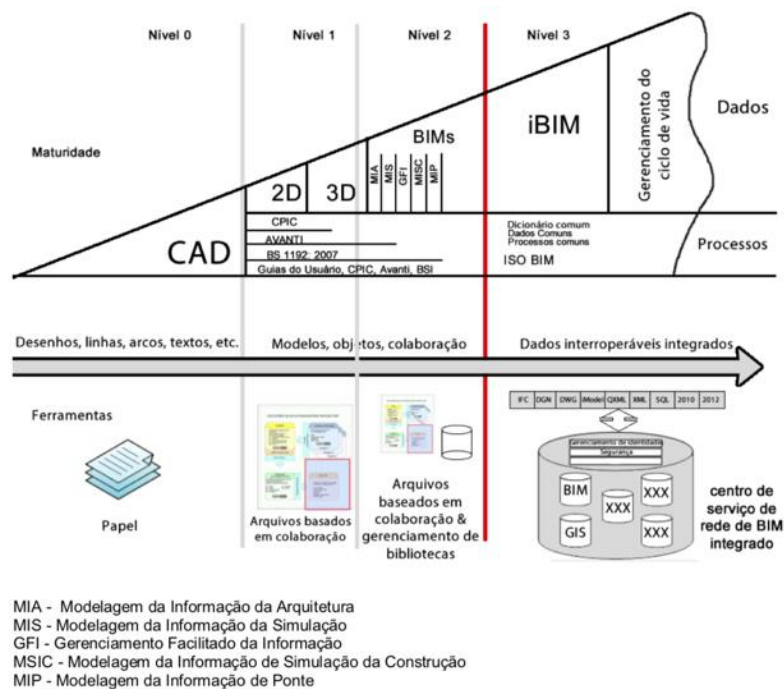 Nível 0
Nível 1
Nível 2
Nível 3
Maturidade
CAD
2D
3D
BIMs
MIA
MIS
GFI
MISC
MIP
iBIM
Gerenciamento do
ciclo de vida
Dados
Processos
CPIC
AVANTI
BS 1192: 2007
Guias do Usuário, CPIC, Avanti, BSI
Dicionário comum
Dados Comuns
Processos comuns
ISO BIM
Desenhos, linhas, arcos, textos, etc.
Modelos, objetos, colaboração
Dados interroperáveis integrados
Ferramentas
Papel
Arquivos basados
em colaboração
Arquivos
baseados em
colaboração &
gerenciamento de
bibliotecas
IFC DGN DWG iModel QXML XML SQL 2010 2012
Gerenciamento de identidade
Segurança
BIM
XXX
XXX
GIS
XXX
centro de
serviço de
rede de BIM
integrado
MIA - Modelagem da Informação da Arquitetura
MIS - Modelagem da Informação da Simulação
GFI - Gerenciamento Facilitado da Informação
MSIC - Modelagem da Informação de Simulação da Construção
MIP - Modelagem da Informação de Ponte